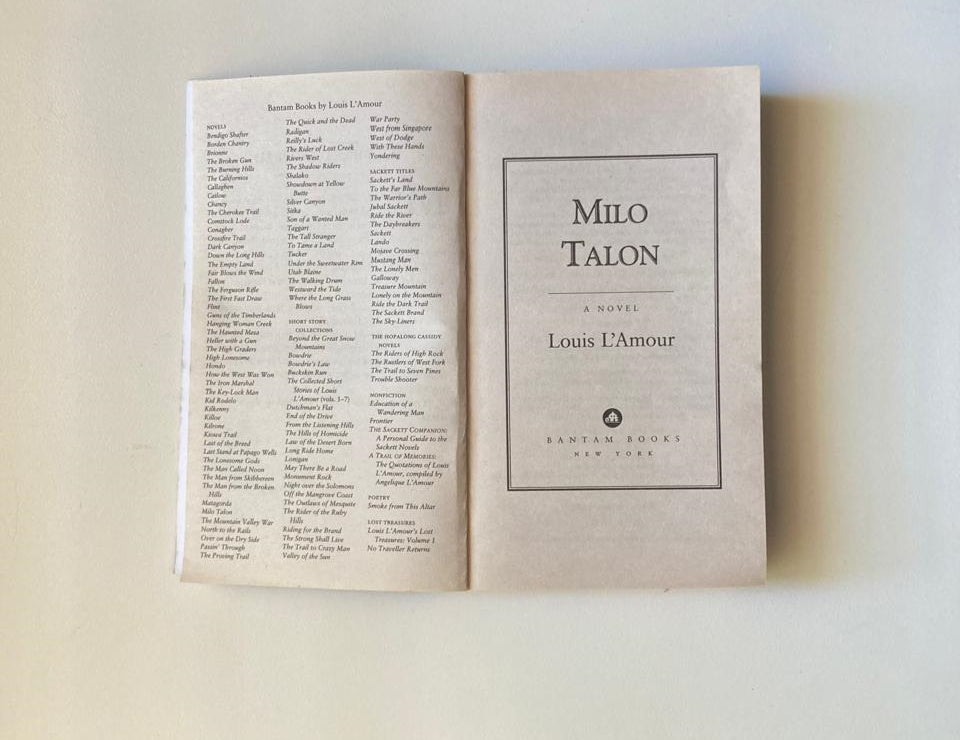 Bantam Books by Louis L'Amour
NOVELS
Bendigo Shafter
Borden Chantry
Brionne
The Broken Gun
The Burning Hills
The Californios
Callaghen
Catlow
Chancy
The Cherokee Trail
Comstock Lode
Conagher
Crossfire Trail
Dark Canyon
Down the Long Hills
The Empty Land
Fair Blows the Wind
Fallon
The Ferguson Rifle
The First Fast Draw
Flint
Guns of the Timberlands
Hanging Woman Creek
The Haunted Mesa
Heller with a Gun
The High Graders
High Lonesome
Hondo
How the West Was Won
The Iron Marshal
The Key-Lock Man
Kid Rodelo
Kilkenny
Killoe
Kilrone
Kiowa Trail
Last of the Breed
Last Stand at Papago Wells
The Lonesome Gods
The Man Called Noon
The Man from Skibbereen
The Man from the Broken
Hills
Matagorda
Milo Talon
The Mountain Valley War
North to the Rails
Over on the Dry Side
Passin' Through
The Proving Trail
The Quick and the Dead
Radigan
Reilly's Luck
The Rider of Lost Creek
Rivers West
The Shadow Riders
Shalako
Showdown at Yellow
Butte
Silver Canyon
Sitka
Son of a Wanted Man
Taggart
The Tall Stranger
To Tame a Land
Tucker
Under the Sweetwater Rim
Utah Blaine
The Walking Drum
Westward the Tide
Where the Long Grass
Blows
SHORT STORY
COLLECTIONS
Beyond the Great Snow
Mountains
Bowdrie
Bowdrie's Law
Buckskin Run
The Collected Short
Stories of Louis
L'Amour (vols. 1–7)
Dutchman's Flat
End of the Drive
From the Listening Hills
The Hills of Homicide
Law of the Desert Born
Long Ride Home
Lonigan
May There Be a Road
Monument Rock
Night over the Solomons
Off the Mangrove Coast
The Outlaws of Mesquite
The Rider of the Ruby
Hills
Riding for the Brand
The Strong Shall Live
The Trail to Crazy Man
Valley of the Sun
War Party
West from Singapore
West of Dodge
With These Hands
Yondering
SACKETT TITLES
Sackett's Land
To the Far Blue Mountains
The Warrior's Path
Jubal Sackett
Ride the River
The Daybreakers
Sackett
Lando
Mojave Crossing
Mustang Man
The Lonely Men
Galloway
Treasure Mountain
Lonely on the Mountain
Ride the Dark Trail
The Sackett Brand
The Sky-Liners
THE HOPALONG CASSIDY
NOVELS
The Riders of High Rock
The Rustlers of West Fork
The Trail to Seven Pines
Trouble Shooter
NONFICTION
Education of a
Wandering Man
Frontier
THE SACKETT COMPANION:
A Personal Guide to the
Sackett Novels
A TRAIL OF MEMORIES:
The Quotations of Louis
L'Amour, compiled by
Angelique L'Amour
POETRY
Smoke from This Altar
LOST TREASURES
Louis L'Amour's Lost
Treasures: Volume 1
No Traveller Returns
MILO
TALON
A NOVEL
Louis L'Amour
BANTAM BOOKS
NEW YORK